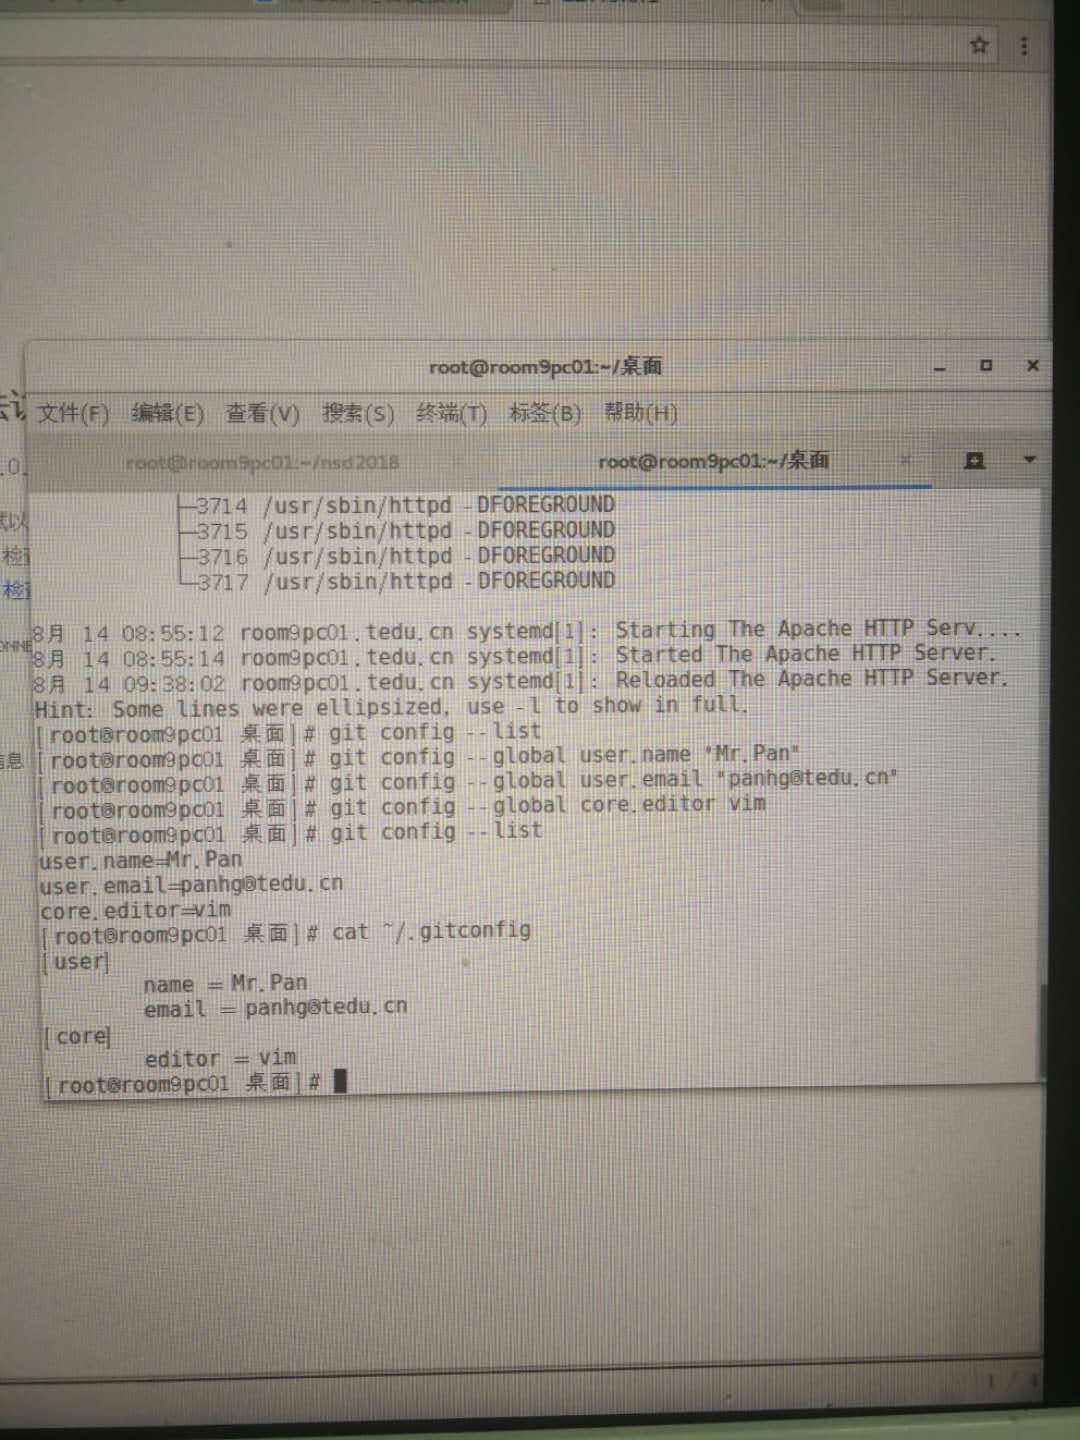 root@room9pc01:~/桌面
文件(F) 编辑(E) 查看(V) 搜索(S) 终端(T) 标签(B) 帮助(H)
root@room9pc01:~/nsd2018 root@room9pc01:~/桌面
├─3714 /usr/sbin/httpd -DFOREGROUND
├─3715 /usr/sbin/httpd -DFOREGROUND
├─3716 /usr/sbin/httpd -DFOREGROUND
└─3717 /usr/sbin/httpd -DFOREGROUND
8月 14 08:55:12 room9pc01.tedu.cn systemd[1]: Starting The Apache HTTP Serv....
8月 14 08:55:14 room9pc01.tedu.cn systemd[1]: Started The Apache HTTP Server.
8月 14 09:38:02 room9pc01.tedu.cn systemd[1]: Reloaded The Apache HTTP Server.
Hint: Some lines were ellipsized, use -l to show in full.
[root@room9pc01 桌面]# git config --list
[root@room9pc01 桌面]# git config --global user.name "Mr.Pan"
[root@room9pc01 桌面]# git config --global user.email "panhg@tedu.cn"
[root@room9pc01 桌面]# git config --global core.editor vim
[root@room9pc01 桌面]# git config --list
user.name=Mr.Pan
user.email=panhg@tedu.cn
core.editor=vim
[root@room9pc01 桌面]# cat ~/.gitconfig
[user]
name = Mr.Pan
email = panhg@tedu.cn
[core]
editor = vim
[root@room9pc01 桌面]#